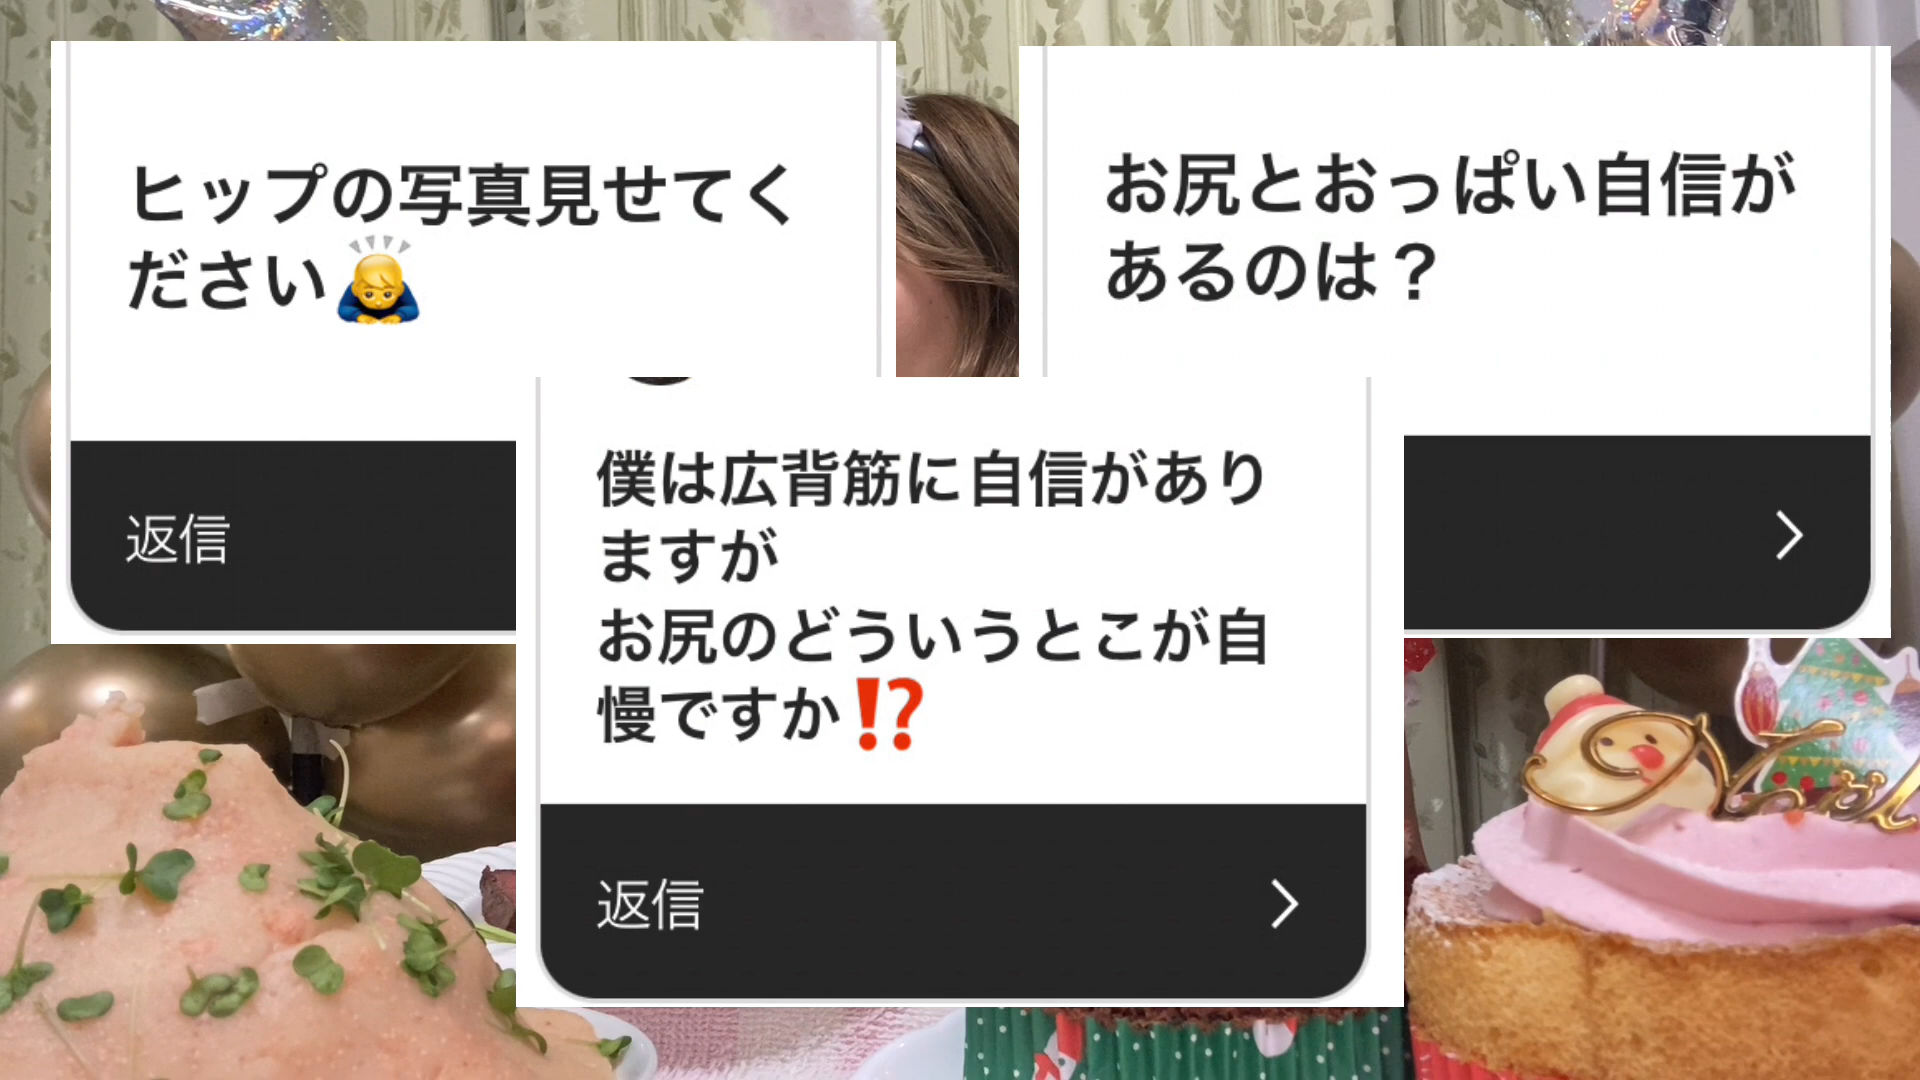 ヒップの写真見せてく
ださい🙇
返信
お尻とおっぱい自信が
あるのは？
僕は広背筋に自信があり
ますが
お尻のどういうとこが自
慢ですか⁉️
返信
Noel